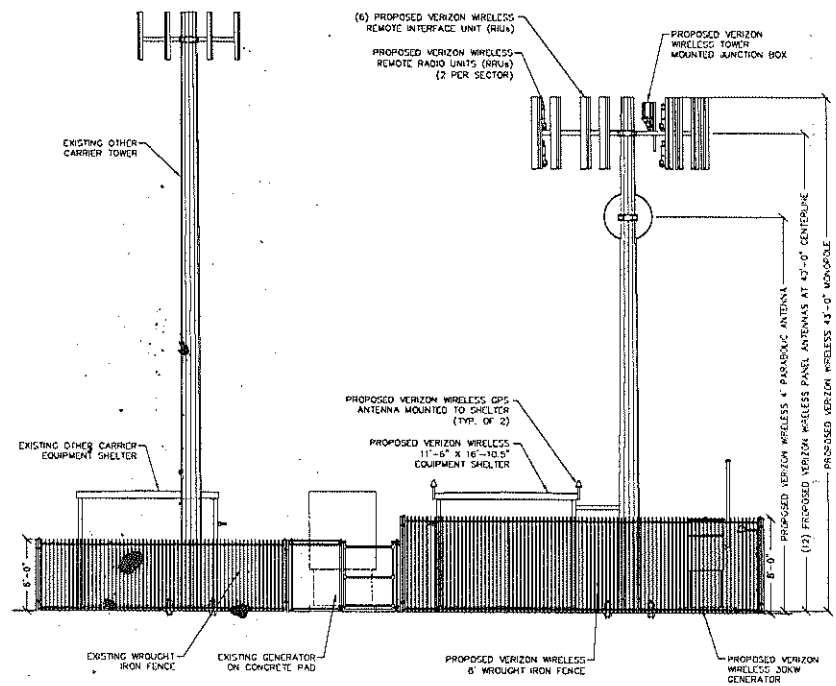 (6) PROPOSED VERIZON WIRELESS
REMOTE INTERFACE UNIT (RIUs)
PROPOSED VERIZON WIRELESS
REMOTE RADIO UNITS (RRUs)
(2 PER SECTOR)
PROPOSED VERIZON
WIRELESS TOWER
MOUNTED JUNCTION BOX
EXISTING OTHER
CARRIER TOWER
PROPOSED VERIZON WIRELESS GPS
ANTENNA MOUNTED TO SHELTER
(TYP. OF 2)
EXISTING OTHER CARRIER
EQUIPMENT SHELTER
PROPOSED VERIZON WIRELESS
11'-6" X 16'-10.5"
EQUIPMENT SHELTER
PROPOSED VERIZON WIRELESS 4' PARABOLIC ANTENNA
(12) PROPOSED VERIZON WIRELESS PANEL ANTENNAS AT 40'-0" CENTERLINE
PROPOSED VERIZON WIRELESS 43'-0" MONOPOLE
6'-0"
8'-0"
EXISTING WROUGHT
IRON FENCE
EXISTING GENERATOR
ON CONCRETE PAD
PROPOSED VERIZON WIRELESS
8' WROUGHT IRON FENCE
PROPOSED VERIZON
WIRELESS 30KW
GENERATOR